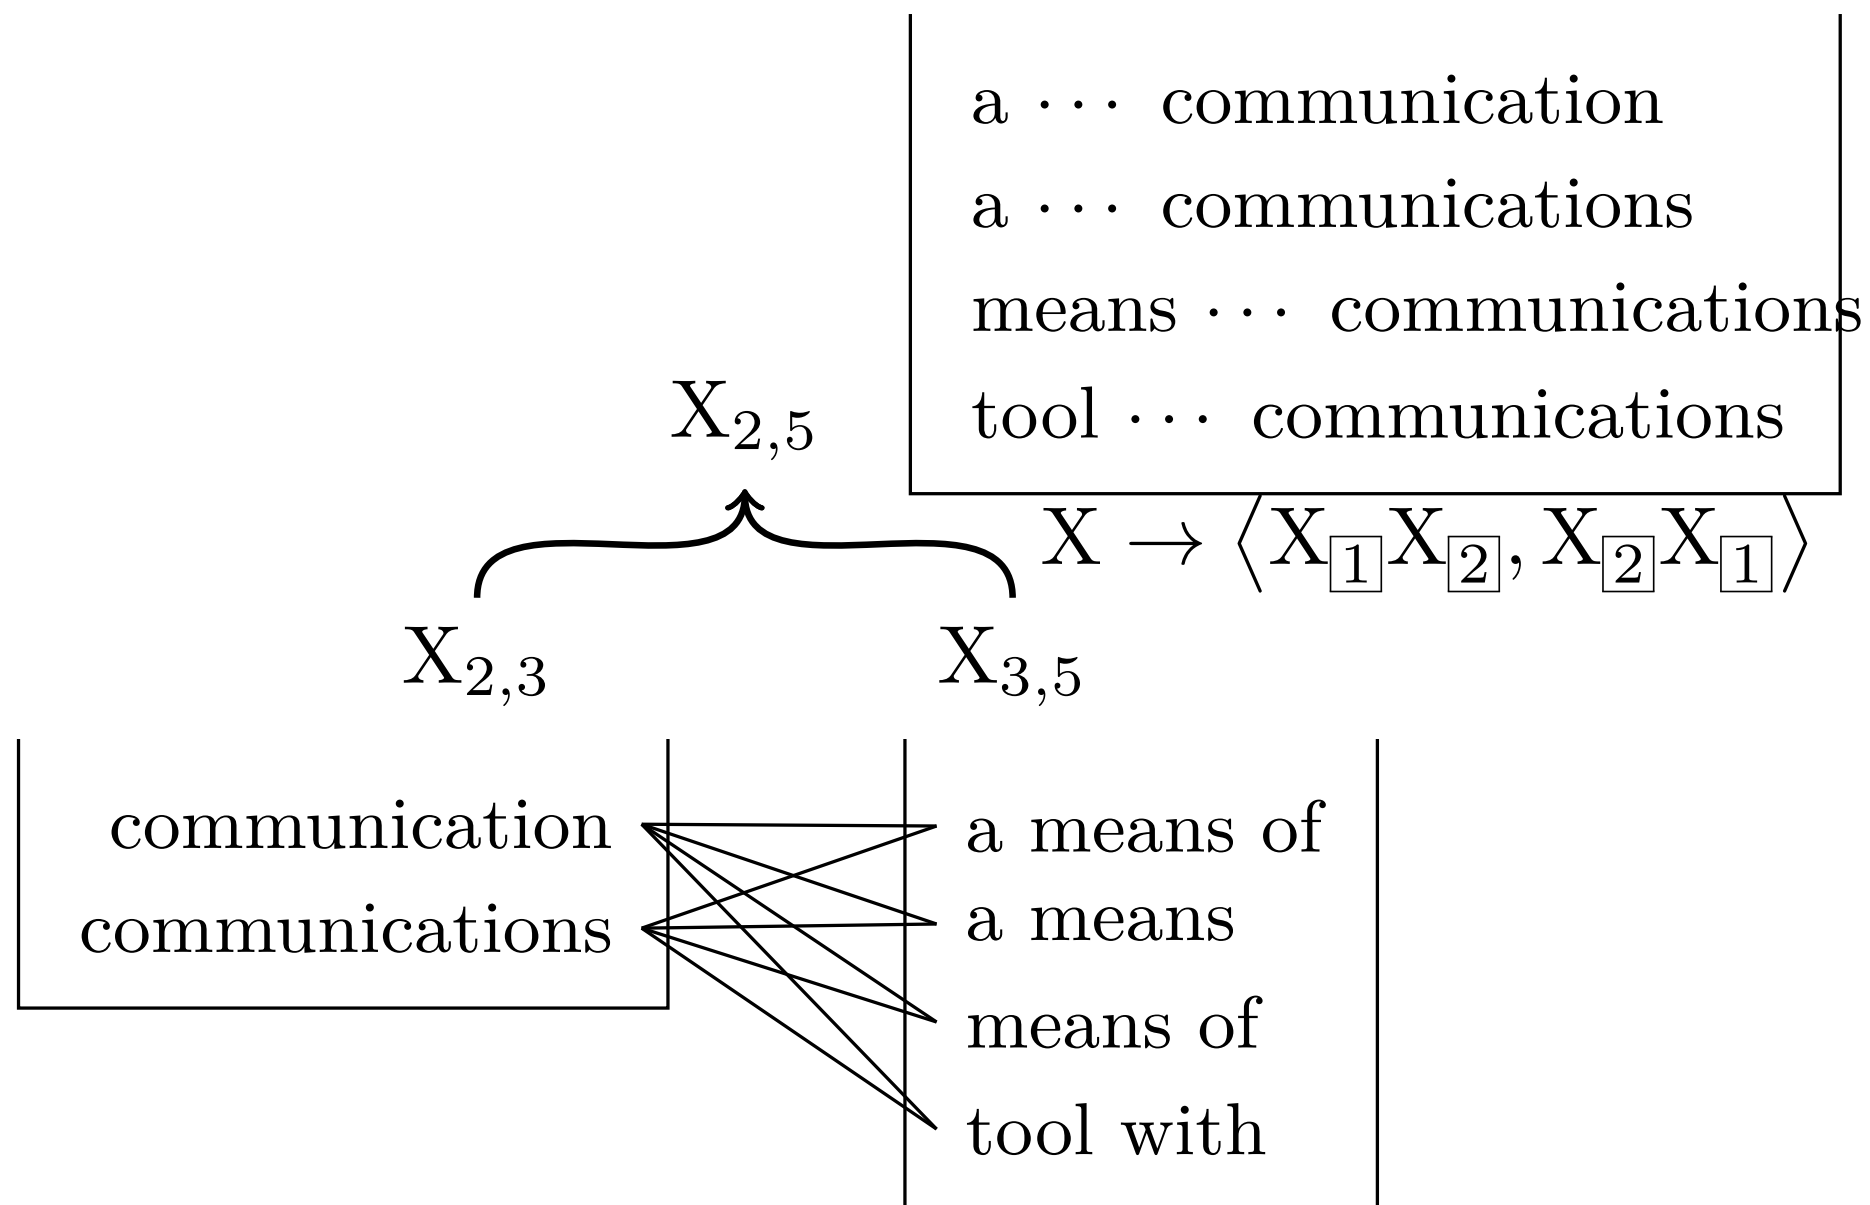 a ··· communication
a ··· communications
means ··· communications
tool ··· communications
X2,5
X → ⟨X1X2, X2X1⟩
X2,3
X3,5
communication
communications
a means of
a means
means of
tool with